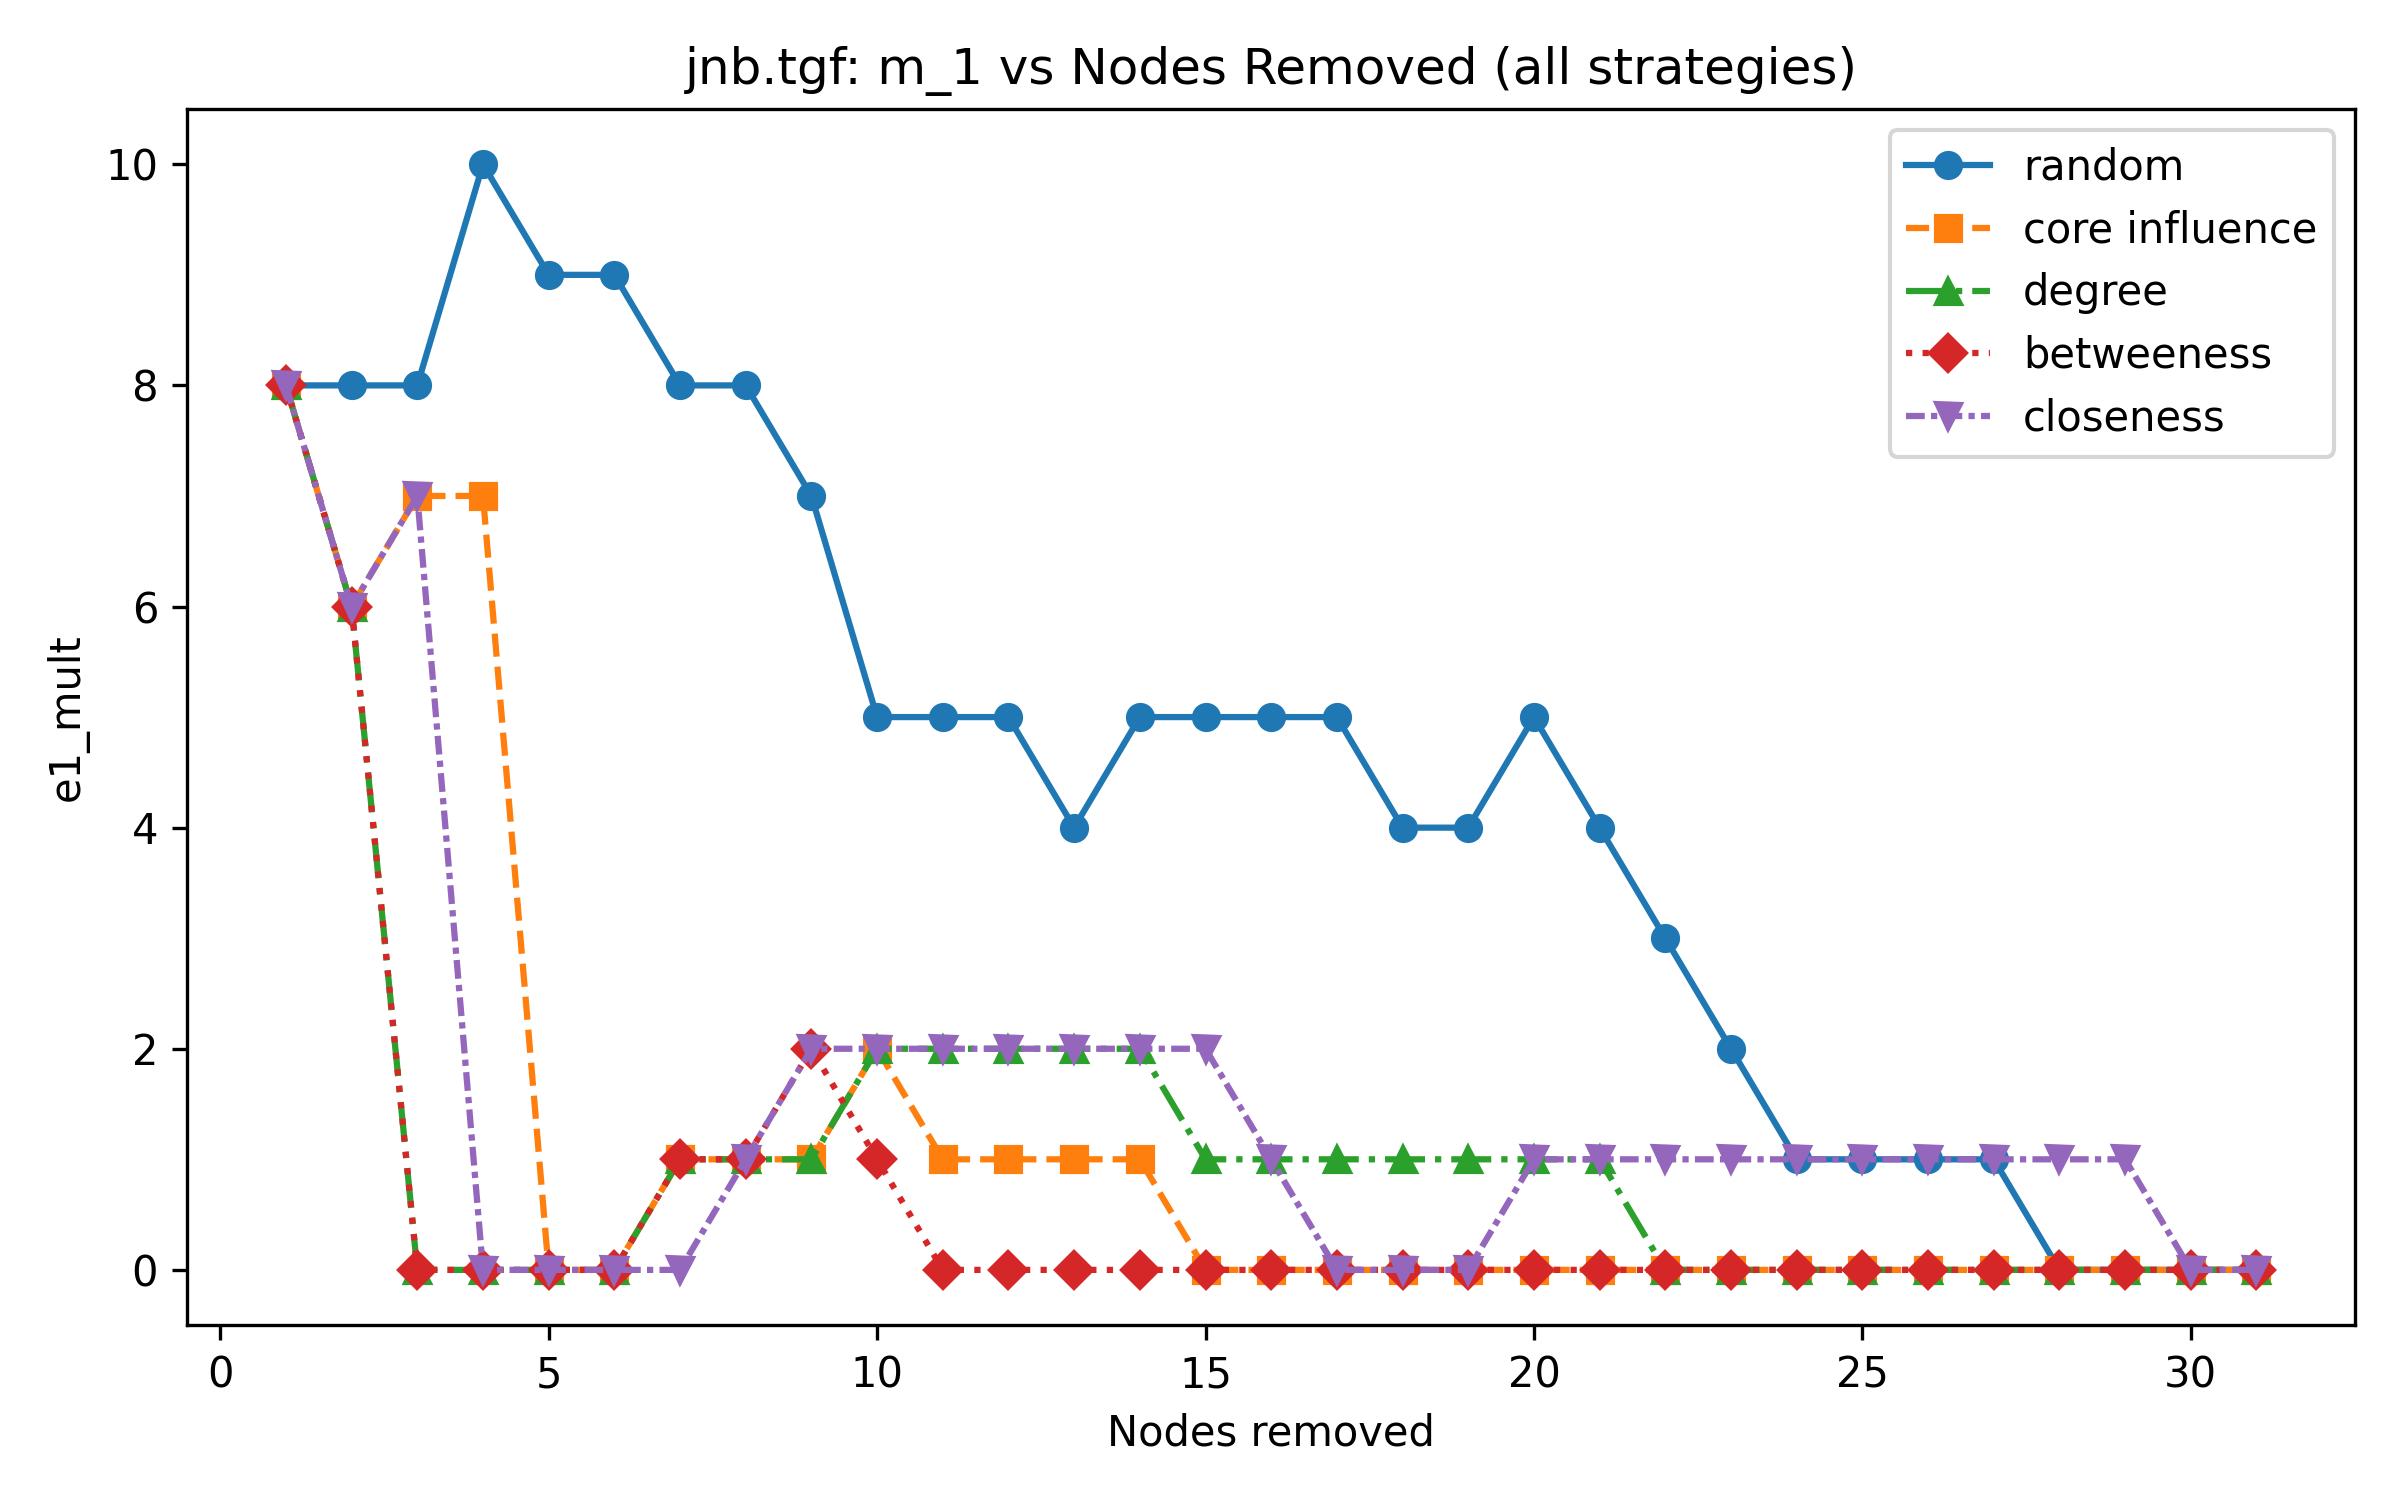 jnb.tgf: m_1 vs Nodes Removed (all strategies)
random
core influence
degree
betweeness
closeness
e1_mult
10
8
6
4
2
0
0 5 10 15 20 25 30
Nodes removed